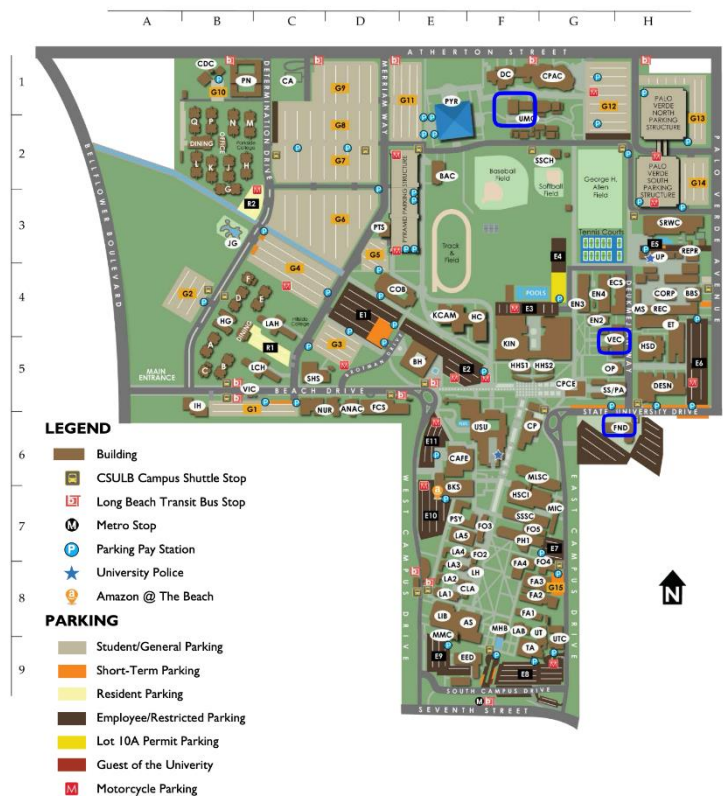 A B C D E F G H
ATHERTON STREET
1
2
3
4
5
6
7
8
9
CDC
PN
G10
CA
G9
G8
G7
G6
G11
PYR
DC
CPAC
UMC
G12
PALO VERDE NORTH PARKING STRUCTURE
G13
PALO VERDE SOUTH PARKING STRUCTURE
G14
DETERMINATION DRIVE
MERRIAM WAY
BELLFLOWER BOULEVARD
PALO VERDE AVENUE
Q P N M
DINING
OFFICE
Parkside College
L K J H
G
R2
JG
BAC
PYRAMID PARKING STRUCTURE
Baseball Field
SSCH
Softball Field
George H. Allen Field
Tennis Courts
Track & Field
PTS
G5
G4
G2
E4
POOLS
E3
SRWC
E5
UP
REPR
ECS
EN4
EN3
EN2
CORP
BBS
MS
REC
ET
VEC
HSD
E6
OP
DESN
SS/PA
CPCE
COB
E1
KCAM
HC
KIN
HHS1
HHS2
F
E
D
HG
DINING
LAH
Hillside College
R1
A
B
C
LCH
G3
SHS
BH
E2
MAIN ENTRANCE
VIC
BEACH DRIVE
STATE UNIVERSITY DRIVE
IH
G1
NUR
ANAC
FCS
FND
E11
USU
CP
CAFE
BKS
E10
MLSC
HSCI
MIC
SSSC
PSY
FO3
FO5
LA5
PH1
E7
LA4
FO2
FA4
FO4
LA3
LH
FA3
G15
LA2
CLA
FA2
LA1
FA1
LIB
AS
MHB
LAB
UT
MMC
UTC
TA
E9
EED
E8
WEST CAMPUS DRIVE
EAST CAMPUS DRIVE
SOUTH CAMPUS DRIVE
SEVENTH STREET
N
LEGEND
Building
CSULB Campus Shuttle Stop
Long Beach Transit Bus Stop
M Metro Stop
P Parking Pay Station
University Police
a Amazon @ The Beach
PARKING
Student/General Parking
Short-Term Parking
Resident Parking
Employee/Restricted Parking
Lot 10A Permit Parking
Guest of the Univerity
M Motorcycle Parking